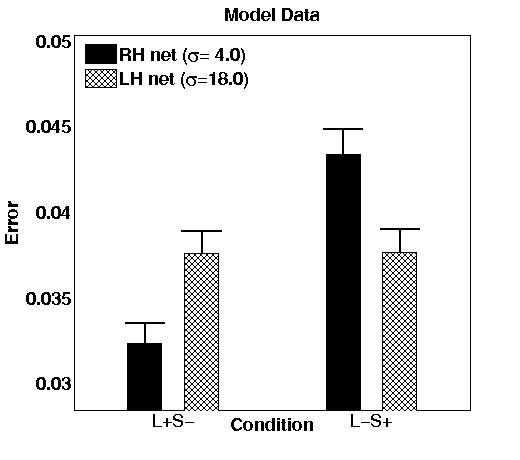 Model Data
0.05
RH net (σ= 4.0)
LH net (σ=18.0)
0.045
0.04
Error
0.035
0.03
L+S−
L−S+
Condition